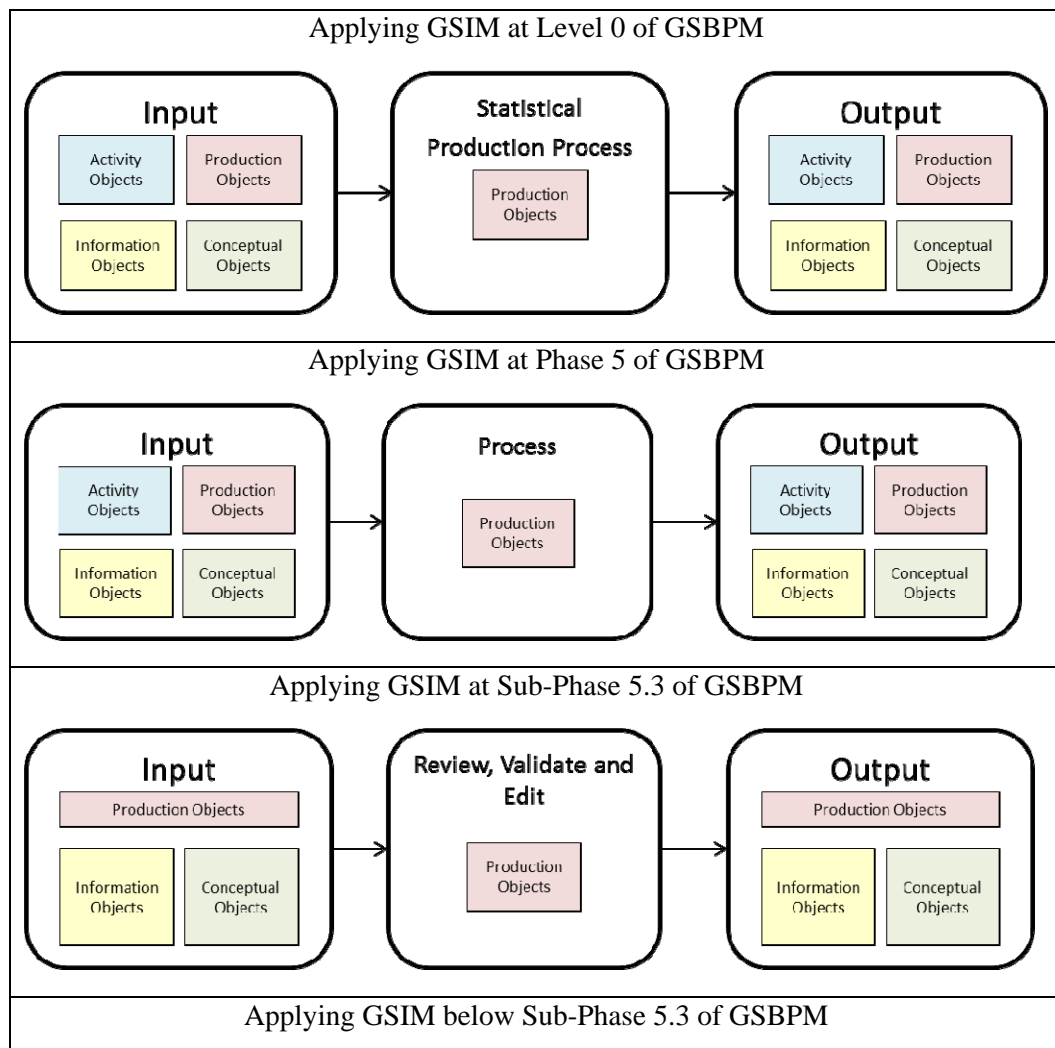 Applying GSIM at Level 0 of GSBPM
Input
Activity
Objects
Production
Objects
Information
Objects
Conceptual
Objects
Statistical
Production Process
Production
Objects
Output
Activity
Objects
Production
Objects
Information
Objects
Conceptual
Objects
Applying GSIM at Phase 5 of GSBPM
Input
Activity
Objects
Production
Objects
Information
Objects
Conceptual
Objects
Process
Production
Objects
Output
Activity
Objects
Production
Objects
Information
Objects
Conceptual
Objects
Applying GSIM at Sub-Phase 5.3 of GSBPM
Input
Production Objects
Information
Objects
Conceptual
Objects
Review, Validate and
Edit
Production
Objects
Output
Production Objects
Information
Objects
Conceptual
Objects
Applying GSIM below Sub-Phase 5.3 of GSBPM